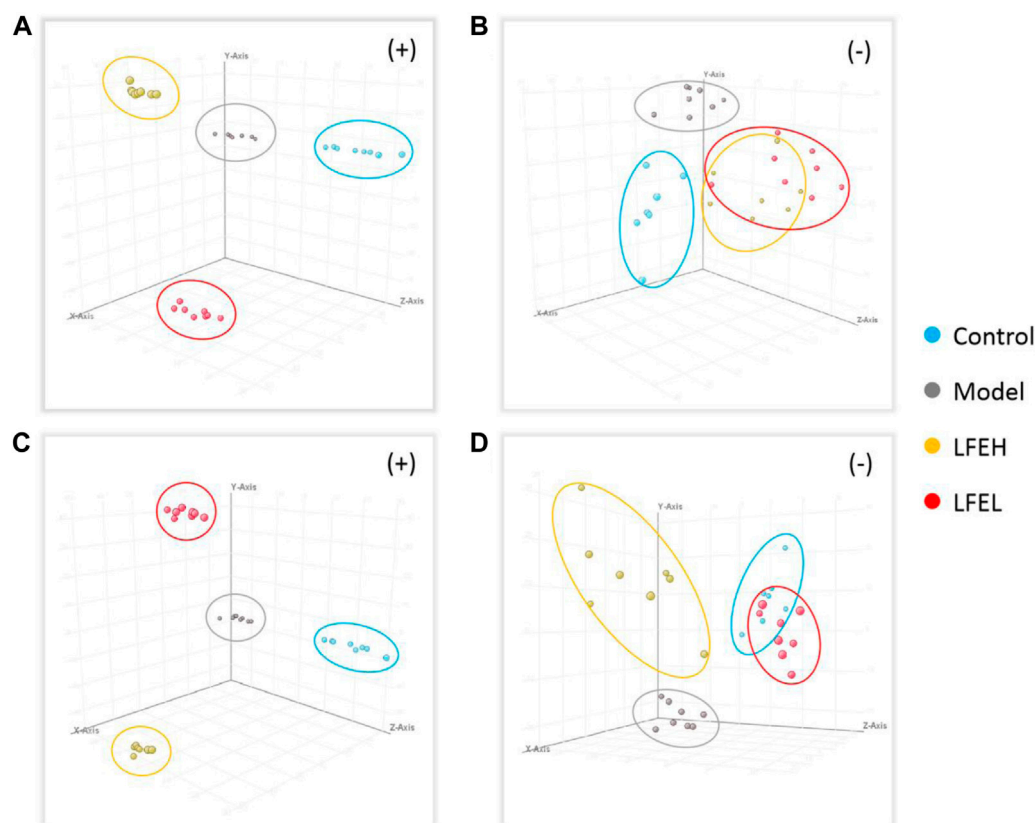 A
(+)
Y-Axis
X-Axis
Z-Axis
B
(-)
Y-Axis
X-Axis
Z-Axis
Control
Model
LFEH
LFEL
C
(+)
Y-Axis
X-Axis
Z-Axis
D
(-)
Y-Axis
X-Axis
Z-Axis